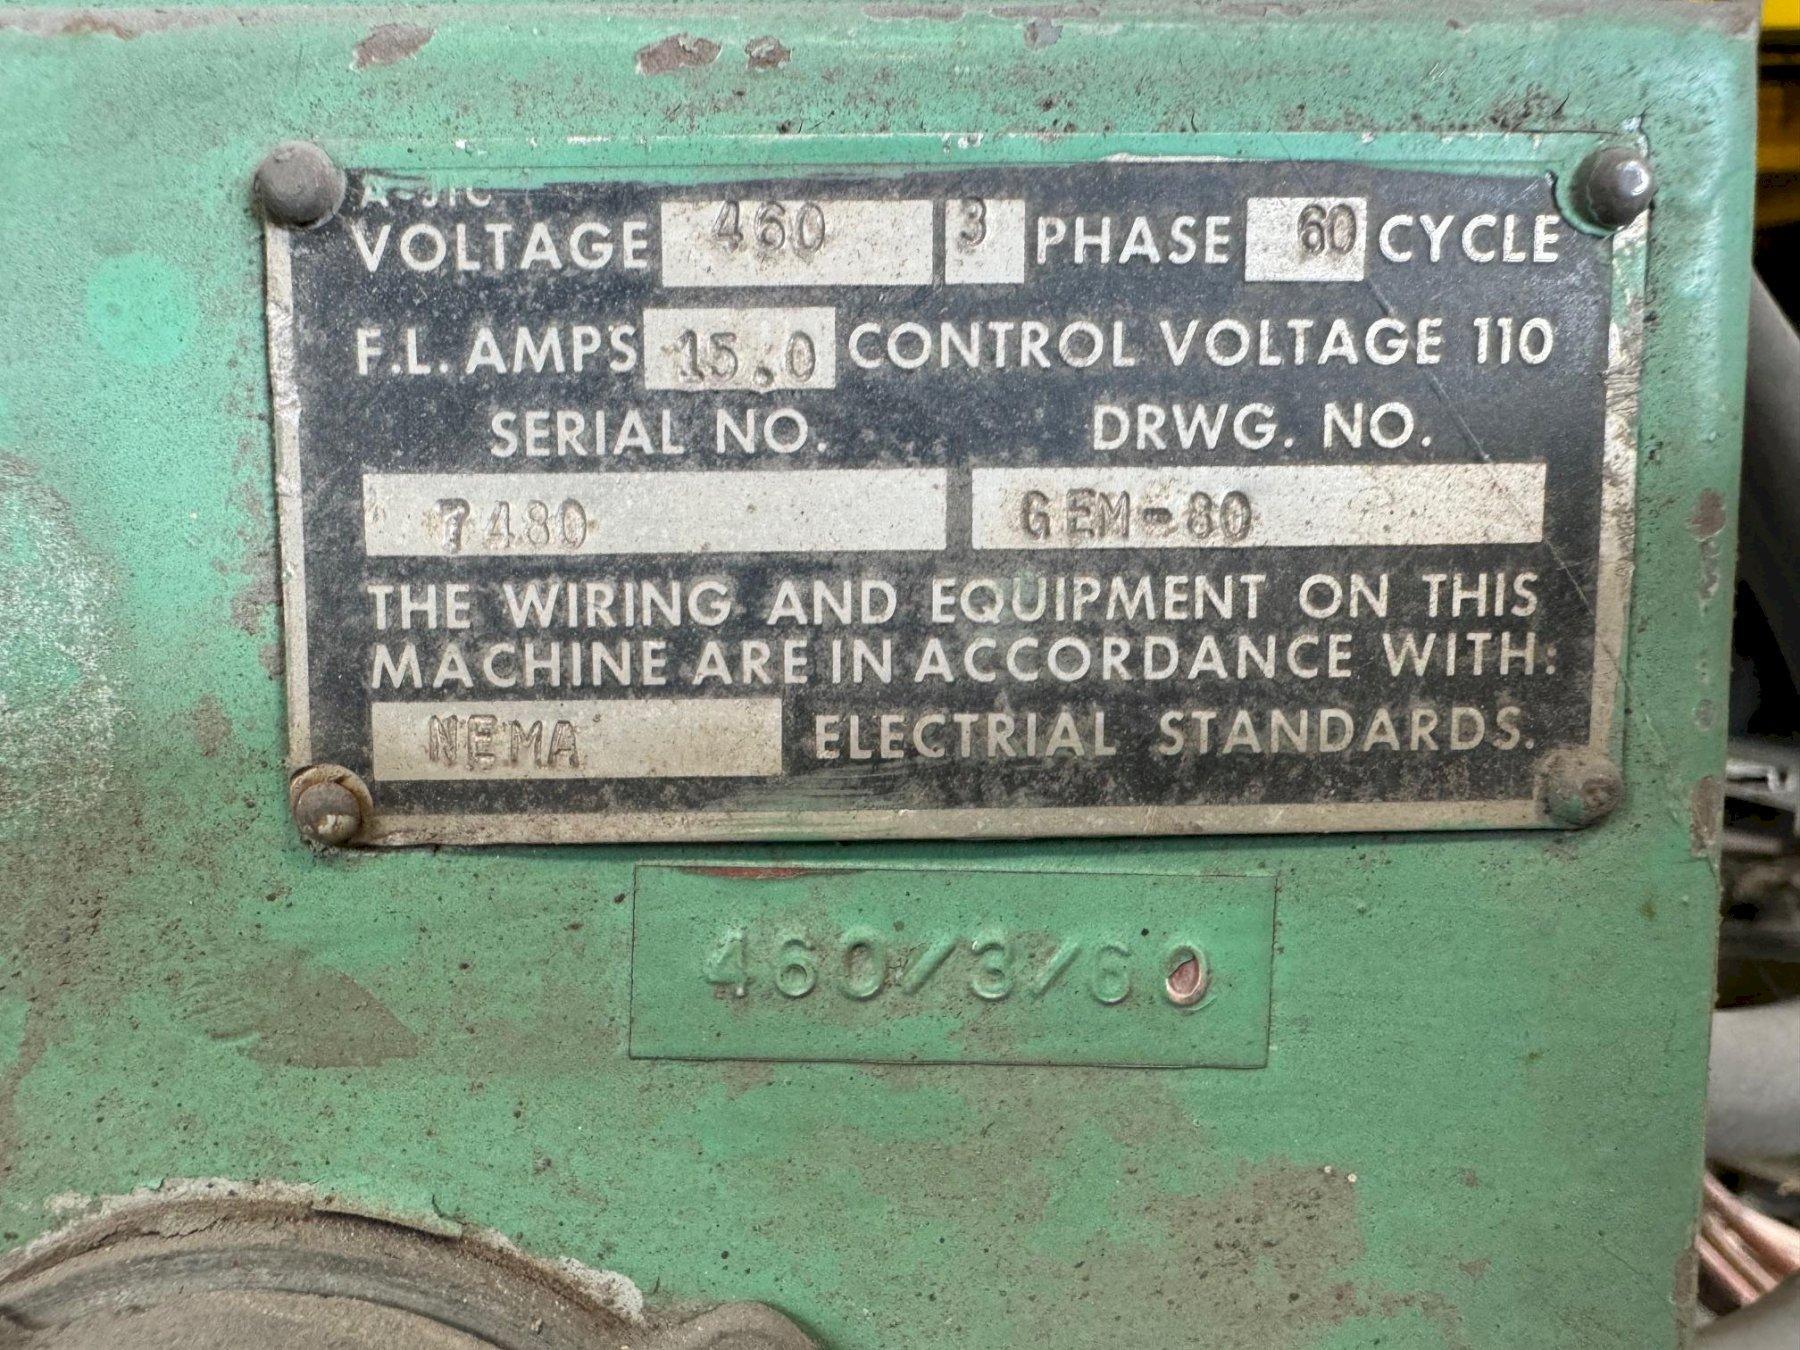 A-JIC
VOLTAGE 460 3 PHASE 60 CYCLE
F.L. AMPS 15.0 CONTROL VOLTAGE 110
SERIAL NO. DRWG. NO.
7480 GEM-80
THE WIRING AND EQUIPMENT ON THIS
MACHINE ARE IN ACCORDANCE WITH:
NEMA ELECTRIAL STANDARDS.
460/3/60